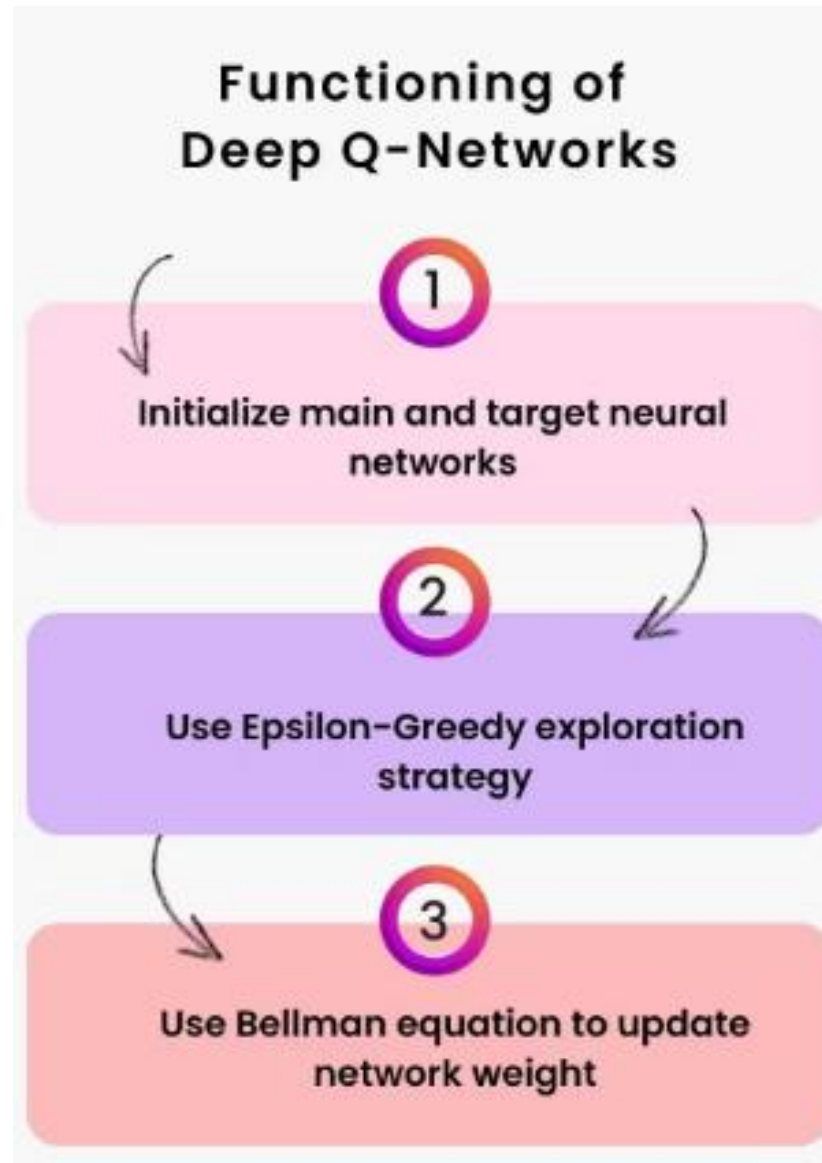 Functioning of
Deep Q-Networks
1
Initialize main and target neural
networks
2
Use Epsilon-Greedy exploration
strategy
3
Use Bellman equation to update
network weight